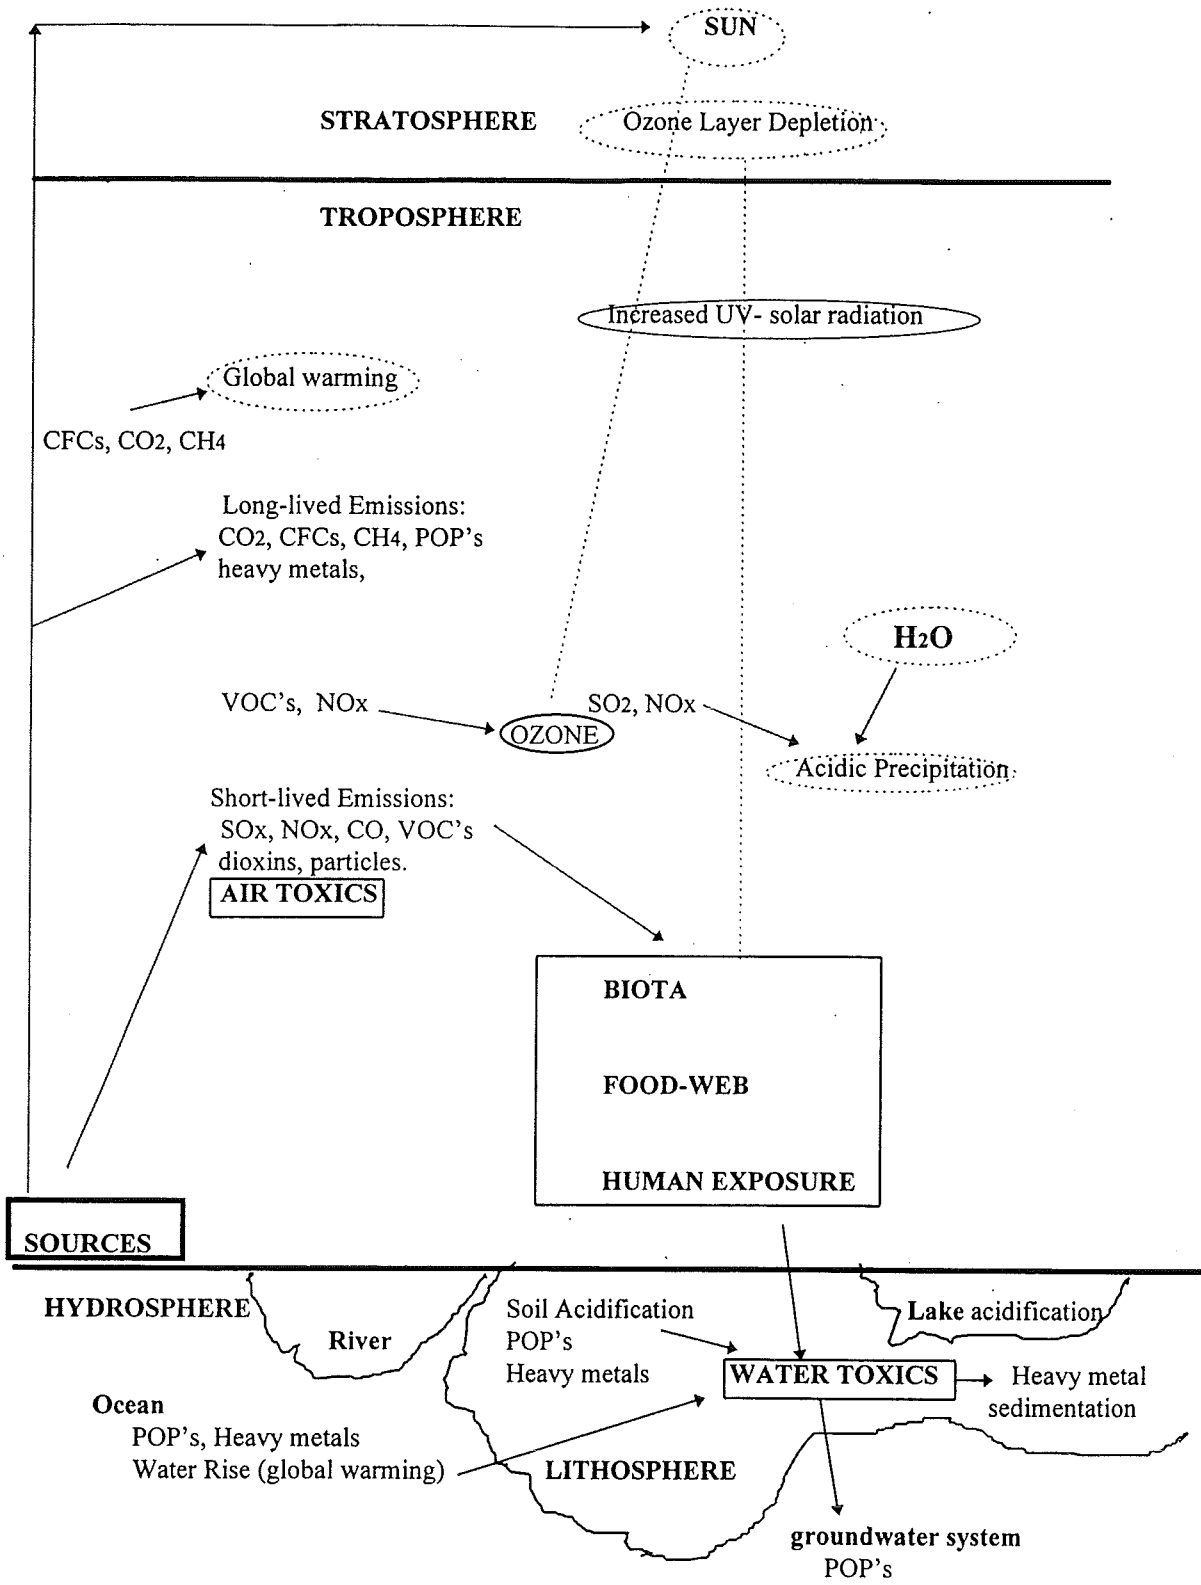 SUN
STRATOSPHERE
Ozone Layer Depletion
TROPOSPHERE
Increased UV- solar radiation
Global warming
CFCs, CO2, CH4
Long-lived Emissions:
CO2, CFCs, CH4, POP's
heavy metals,
H2O
VOC's, NOx
SO2, NOx
OZONE
Acidic Precipitation
Short-lived Emissions:
SOx, NOx, CO, VOC's
dioxins, particles.
AIR TOXICS
BIOTA
FOOD-WEB
HUMAN EXPOSURE
SOURCES
HYDROSPHERE
River
Soil Acidification
POP's
Heavy metals
Lake acidification
WATER TOXICS
Heavy metal
sedimentation
Ocean
POP's, Heavy metals
Water Rise (global warming)
LITHOSPHERE
groundwater system
POP's